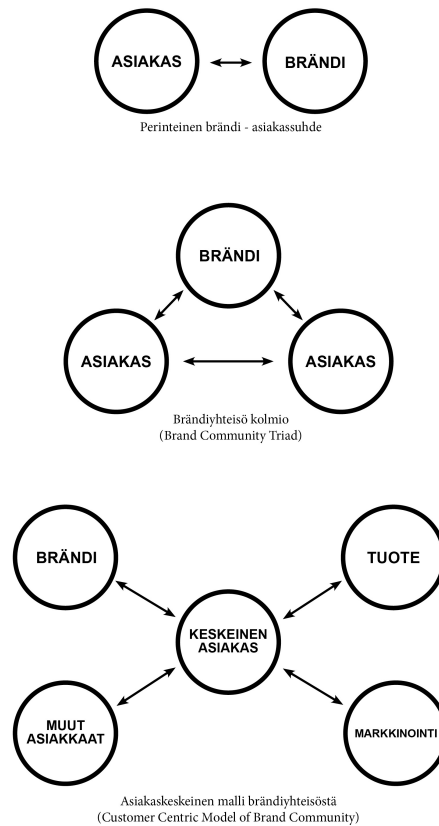 ASIAKAS
BRÄNDI
Perinteinen brändi - asiakassuhde
BRÄNDI
ASIAKAS
ASIAKAS
Brändiyhteisö kolmio
(Brand Community Triad)
BRÄNDI
TUOTE
KESKEINEN
ASIAKAS
MUUT
ASIAKKAAT
MARKKINOINTI
Asiakaskeskeinen malli brändiyhteisöstä
(Customer Centric Model of Brand Community)